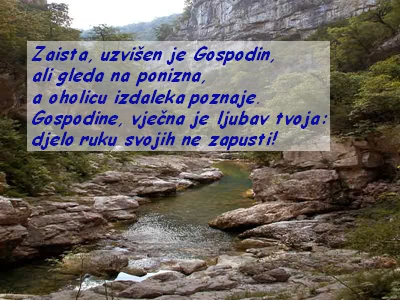 Zaista, uzvišen je Gospodin,
ali gleda na ponizna,
a oholicu izdaleka poznaje.
Gospodine, vječna je ljubav tvoja:
djelo ruku svojih ne zapusti!